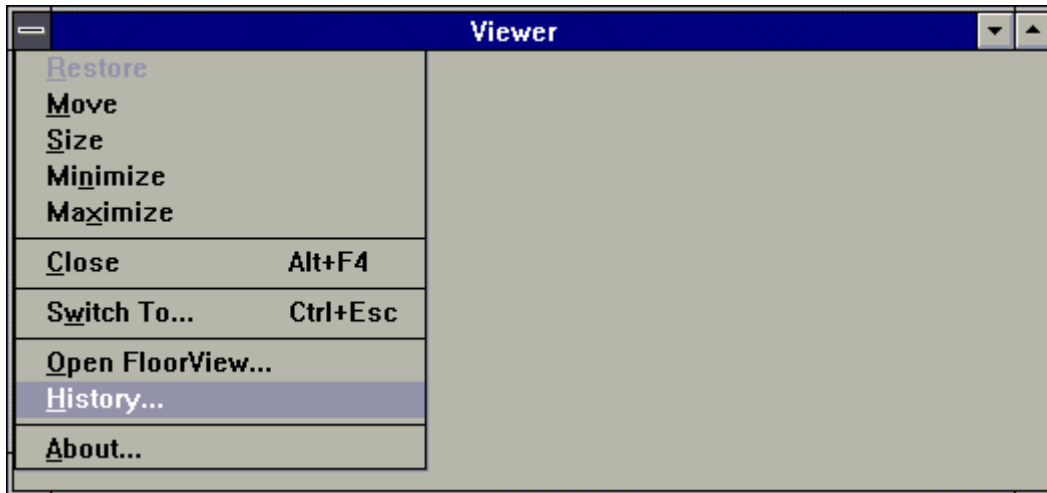 Viewer
Restore
Move
Size
Minimize
Maximize
Close Alt+F4
Switch To... Ctrl+Esc
Open FloorView...
History...
About...